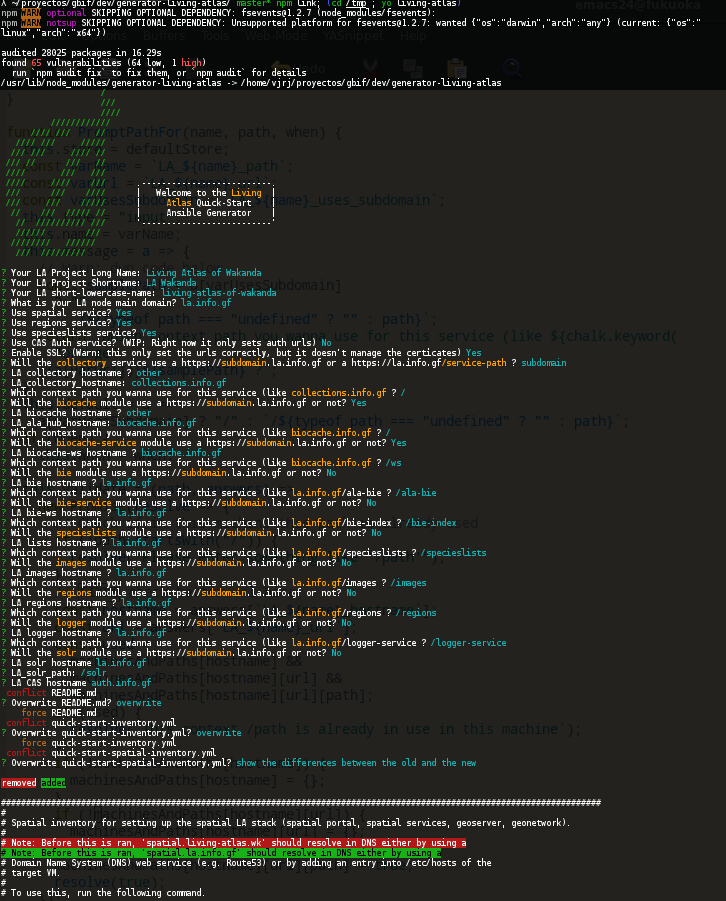 λ ~/proyectos/gbif/dev/generator-living-atlas/ master* npm link; (cd /tmp ; yo living-atlas)
npm WARN optional SKIPPING OPTIONAL DEPENDENCY: fsevents@1.2.7 (node_modules/fsevents):
npm WARN notsup SKIPPING OPTIONAL DEPENDENCY: Unsupported platform for fsevents@1.2.7: wanted {"os":"darwin","arch":"any"} (current: {"os":"
linux","arch":"x64"})
audited 28025 packages in 16.29s
found 65 vulnerabilities (64 low, 1 high)
run `npm audit fix` to fix them, or `npm audit` for details
/usr/lib/node_modules/generator-living-atlas -> /home/vjrj/proyectos/gbif/dev/generator-living-atlas
Welcome to the Living
Atlas Quick-Start
Ansible Generator
? Your LA Project Long Name: Living Atlas of Wakanda
? Your LA Project Shortname: LA Wakanda
? Your LA short-lowercase-name: living-atlas-of-wakanda
? What is your LA node main domain? la.info.gf
? Use spatial service? Yes
? Use regions service? Yes
? Use specieslists service? Yes
? Use CAS Auth service? (WIP: Right now it only sets auth urls) No
? Enable SSL? (Warn: this only set the urls correctly, but it doesn't manage the certicates) Yes
? Will the collectory service use a https://subdomain.la.info.gf or a https://la.info.gf/service-path ? subdomain
? LA collectory hostname ? other
? LA_collectory_hostname: collections.info.gf
? Which context path you wanna use for this service (like collections.info.gf ? /
? Will the biocache module use a https://subdomain.la.info.gf or not? Yes
? LA biocache hostname ? other
? LA_ala_hub_hostname: biocache.info.gf
? Which context path you wanna use for this service (like biocache.info.gf ? /
? Will the biocache-service module use a https://subdomain.la.info.gf or not? Yes
? LA biocache-ws hostname ? biocache.info.gf
? Which context path you wanna use for this service (like biocache.info.gf ? /ws
? Will the bie module use a https://subdomain.la.info.gf or not? No
? LA bie hostname ? la.info.gf
? Which context path you wanna use for this service (like la.info.gf/ala-bie ? /ala-bie
? Will the bie-service module use a https://subdomain.la.info.gf or not? No
? LA bie-ws hostname ? la.info.gf
? Which context path you wanna use for this service (like la.info.gf/bie-index ? /bie-index
? Will the specieslists module use a https://subdomain.la.info.gf or not? No
? LA lists hostname ? la.info.gf
? Which context path you wanna use for this service (like la.info.gf/specieslists ? /specieslists
? Will the images module use a https://subdomain.la.info.gf or not? No
? LA images hostname ? la.info.gf
? Which context path you wanna use for this service (like la.info.gf/images ? /images
? Will the regions module use a https://subdomain.la.info.gf or not? No
? LA regions hostname ? la.info.gf
? Which context path you wanna use for this service (like la.info.gf/regions ? /regions
? Will the logger module use a https://subdomain.la.info.gf or not? No
? LA logger hostname ? la.info.gf
? Which context path you wanna use for this service (like la.info.gf/logger-service ? /logger-service
? Will the solr module use a https://subdomain.la.info.gf or not? No
? LA solr hostname la.info.gf
? LA_solr_path: /solr
? LA CAS hostname auth.info.gf
conflict README.md
? Overwrite README.md? overwrite
force README.md
conflict quick-start-inventory.yml
? Overwrite quick-start-inventory.yml? overwrite
force quick-start-inventory.yml
conflict quick-start-spatial-inventory.yml
? Overwrite quick-start-spatial-inventory.yml? show the differences between the old and the new
removed added
########################################################################################################################
#
# Spatial inventory for setting up the spatial LA stack (spatial portal, spatial services, geoserver, geonetwork).
#
# Note: Before this is ran, 'spatial.living-atlas.wk' should resolve in DNS either by using a
# Note: Before this is ran, 'spatial.la.info.gf' should resolve in DNS either by using a
# Domain Name System (DNS) web service (e.g. Route53) or by adding an entry into /etc/hosts of the
# target VM.
#
# To use this, run the following command.